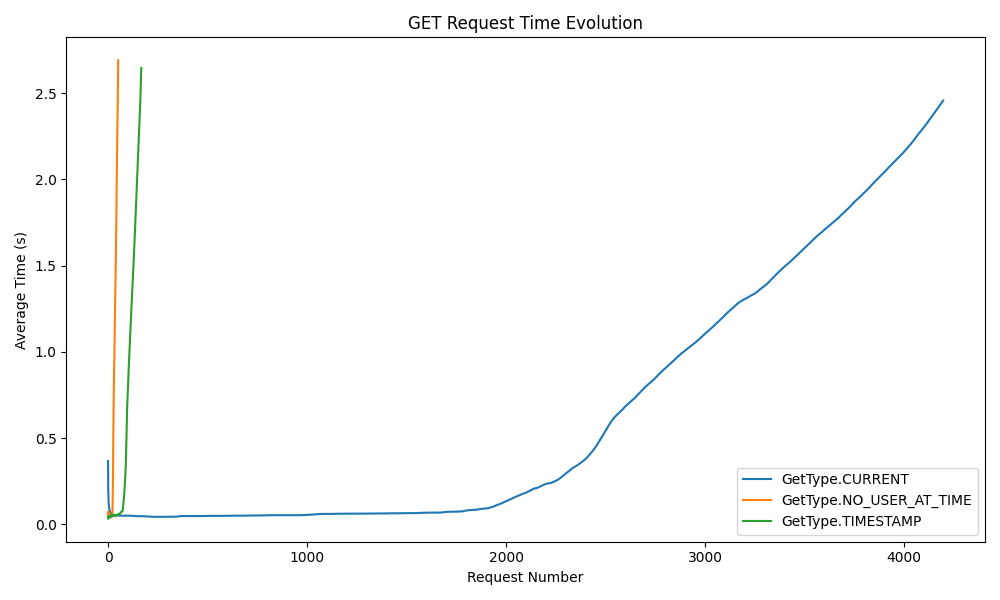 GET Request Time Evolution
Average Time (s)
2.5
2.0
1.5
1.0
0.5
0.0
0 1000 2000 3000 4000
Request Number
GetType.CURRENT
GetType.NO_USER_AT_TIME
GetType.TIMESTAMP